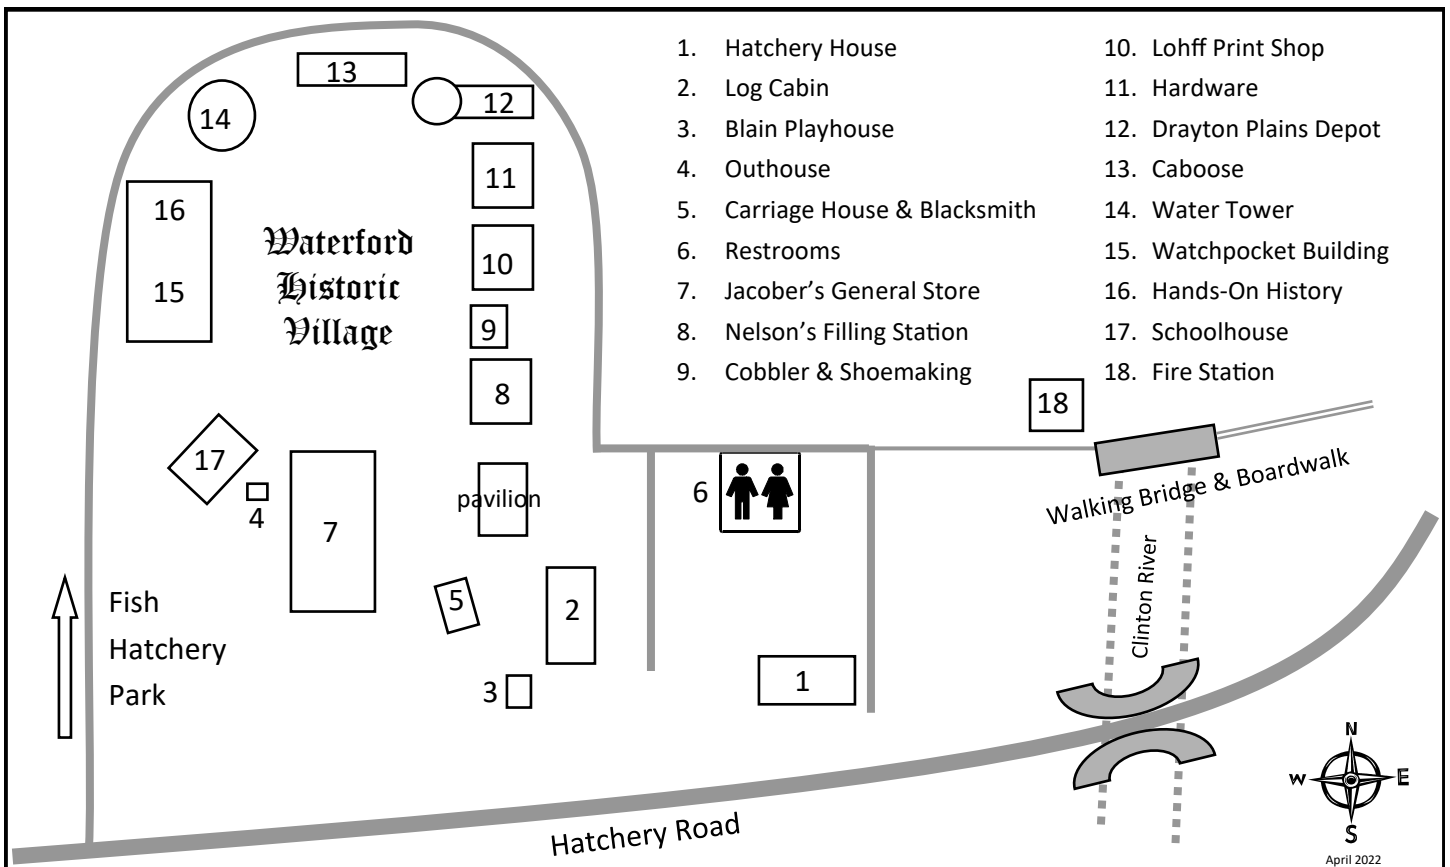 1. Hatchery House
2. Log Cabin
3. Blain Playhouse
4. Outhouse
5. Carriage House & Blacksmith
6. Restrooms
7. Jacober's General Store
8. Nelson's Filling Station
9. Cobbler & Shoemaking
10. Lohff Print Shop
11. Hardware
12. Drayton Plains Depot
13. Caboose
14. Water Tower
15. Watchpocket Building
16. Hands-On History
17. Schoolhouse
18. Fire Station
13
14
12
11
16
Waterford
Historic
Village
10
15
9
8
18
17
4
7
pavilion
6
Walking Bridge & Boardwalk
Clinton River
5
2
Fish
Hatchery
Park
3
1
Hatchery Road
N
W
E
S
April 2022